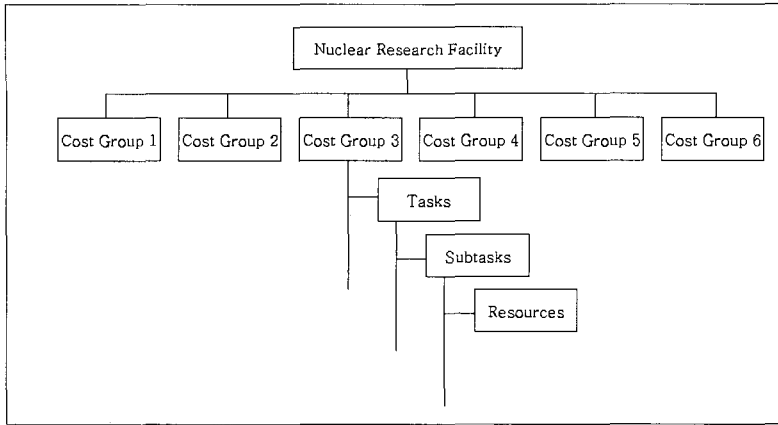 Nuclear Research Facility
Cost Group 1 Cost Group 2 Cost Group 3 Cost Group 4 Cost Group 5 Cost Group 6
Tasks
Subtasks
Resources